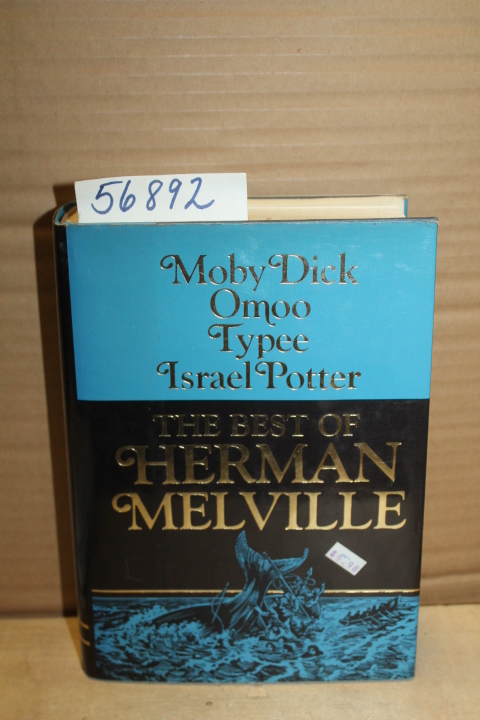 56892
Moby Dick
Omoo
Typee
Israel Potter
THE BEST OF
HERMAN
MELVILLE